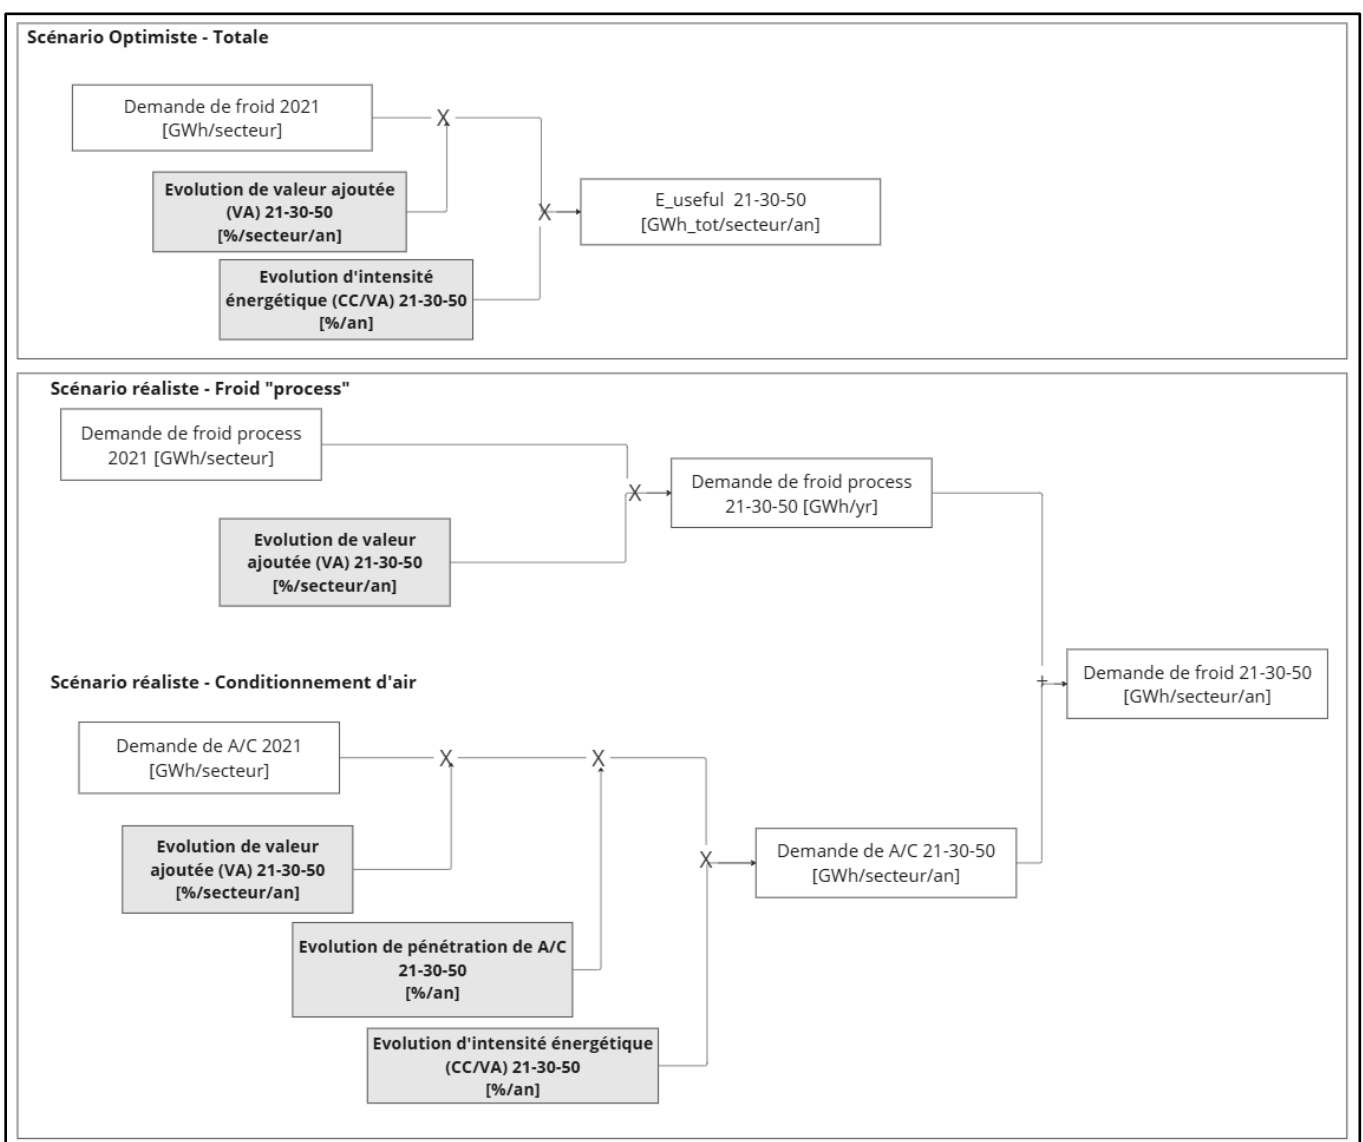 Scénario Optimiste - Totale
Demande de froid 2021
[GWh/secteur]
X
Evolution de valeur ajoutée
(VA) 21-30-50
[%/secteur/an]
X
E_useful 21-30-50
[GWh_tot/secteur/an]
Evolution d'intensité
énergétique (CC/VA) 21-30-50
[%/an]
Scénario réaliste - Froid "process"
Demande de froid process
2021 [GWh/secteur]
X
Demande de froid process
21-30-50 [GWh/yr]
Evolution de valeur
ajoutée (VA) 21-30-50
[%/secteur/an]
+
Demande de froid 21-30-50
[GWh/secteur/an]
Scénario réaliste - Conditionnement d'air
Demande de A/C 2021
[GWh/secteur]
X
X
Evolution de valeur
ajoutée (VA) 21-30-50
[%/secteur/an]
X
Demande de A/C 21-30-50
[GWh/secteur/an]
Evolution de pénétration de A/C
21-30-50
[%/an]
Evolution d'intensité énergétique
(CC/VA) 21-30-50
[%/an]